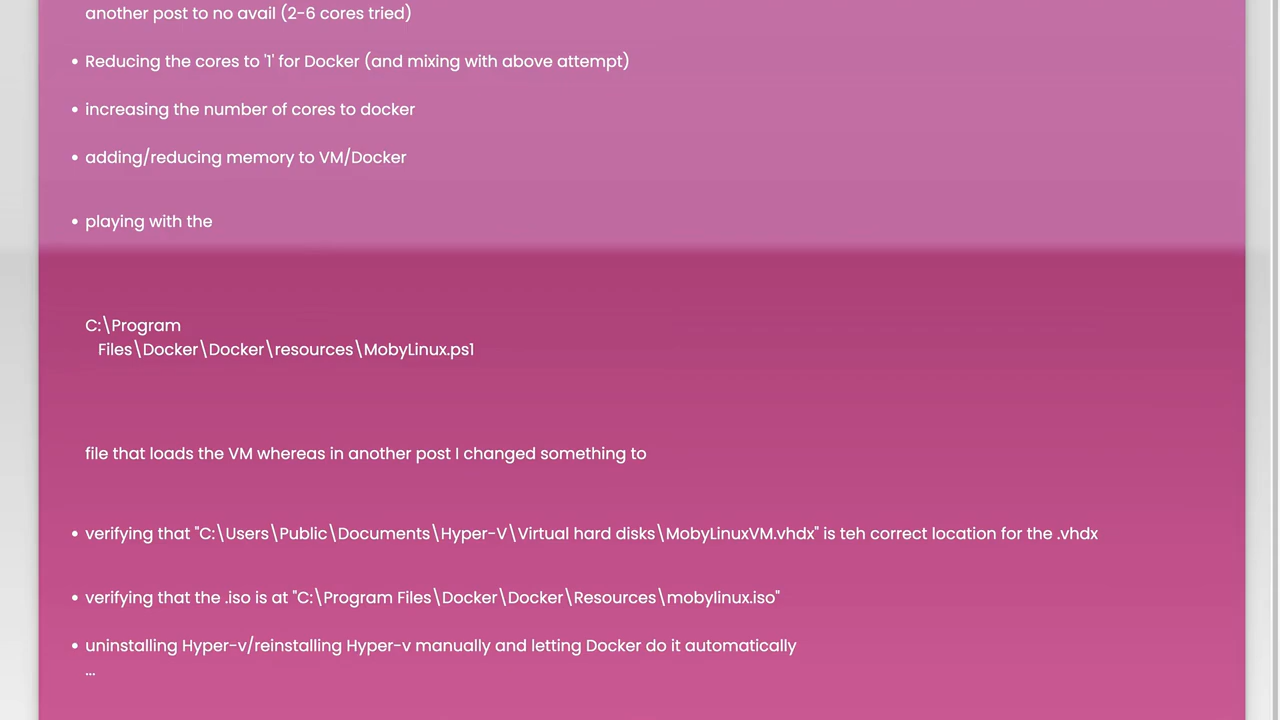 another post to no avail (2-6 cores tried)
• Reducing the cores to '1' for Docker (and mixing with above attempt)
• increasing the number of cores to docker
• adding/reducing memory to VM/Docker
• playing with the
C:\Program
Files\Docker\Docker\resources\MobyLinux.ps1
file that loads the VM whereas in another post I changed something to
• verifying that "C:\Users\Public\Documents\Hyper-V\Virtual hard disks\MobyLinuxVM.vhdx" is teh correct location for the .vhdx
• verifying that the .iso is at "C:\Program Files\Docker\Docker\Resources\mobylinux.iso"
• uninstalling Hyper-v/reinstalling Hyper-v manually and letting Docker do it automatically
...